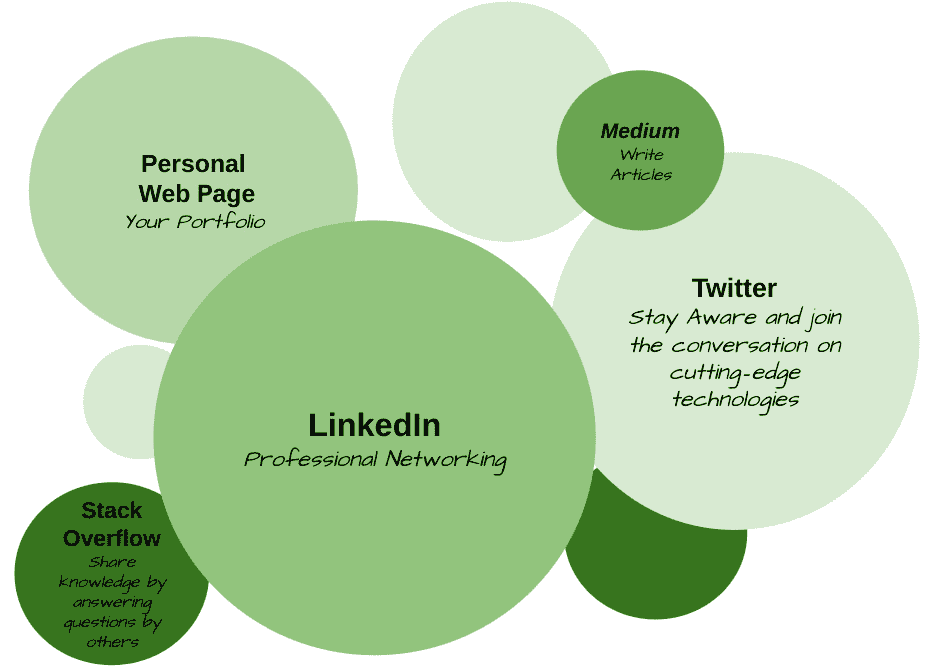 Personal
Web Page
Your Portfolio
Medium
Write
Articles
Twitter
Stay Aware and join
the conversation on
cutting-edge
technologies
LinkedIn
Professional Networking
Stack
Overflow
Share
knowledge by
answering
questions by
others